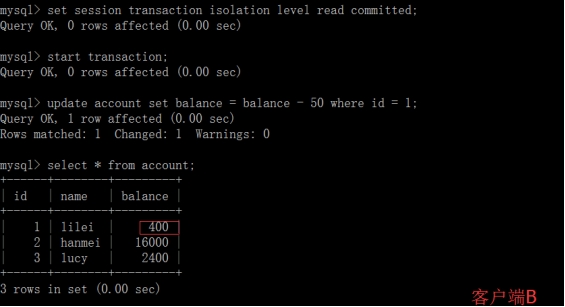 mysql> set session transaction isolation level read committed;
Query OK, 0 rows affected (0.00 sec)
mysql> start transaction;
Query OK, 0 rows affected (0.00 sec)
mysql> update account set balance = balance - 50 where id = 1;
Query OK, 1 row affected (0.00 sec)
Rows matched: 1  Changed: 1  Warnings: 0
mysql> select * from account;
+------+--------+---------+
| id   | name   | balance |
+------+--------+---------+
|    1 | lilei  |     400 |
|    2 | hanmei |   16000 |
|    3 | lucy   |    2400 |
+------+--------+---------+
3 rows in set (0.00 sec)
客户端B